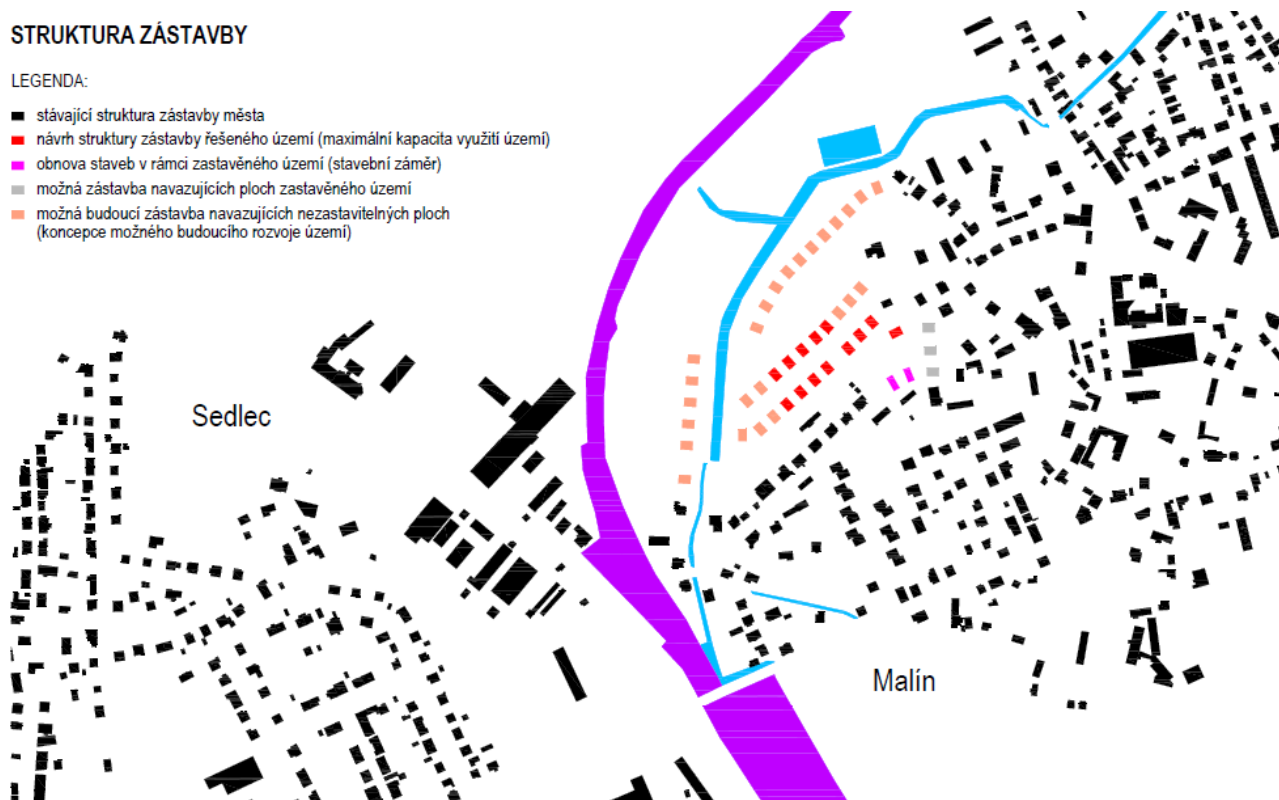 STRUKTURA ZÁSTAVBY
LEGENDA:
stávající struktura zástavby města
návrh struktury zástavby řešeného území (maximální kapacita využití území)
obnova staveb v rámci zastavěného území (stavební záměr)
možná zástavba navazujících ploch zastavěného území
možná budoucí zástavba navazujících nezastavitelných ploch
(koncepce možného budoucího rozvoje území)
Sedlec
Malín